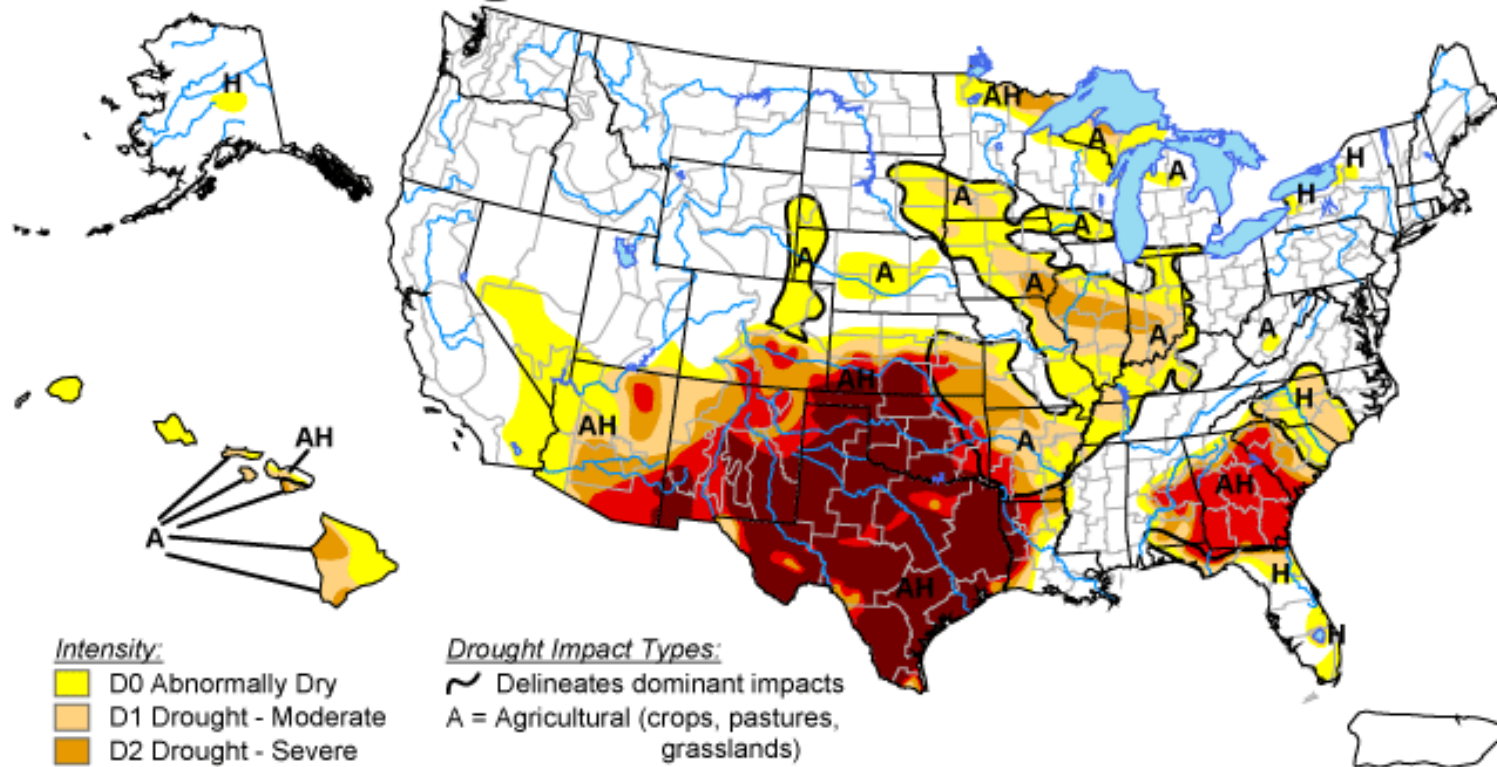 H
AH
A
A
H
H
A
A
A
A
A
A
A
AH
AH
A
H
AH
AH
A
AH
H
H
Intensity:
D0 Abnormally Dry
D1 Drought - Moderate
D2 Drought - Severe
Drought Impact Types:
Delineates dominant impacts
A = Agricultural (crops, pastures,
grasslands)